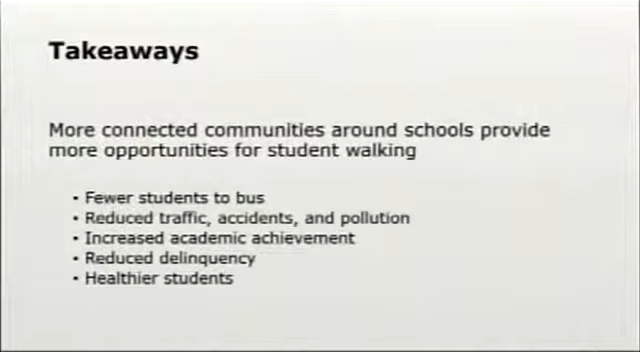 Takeaways
More connected communities around schools provide
more opportunities for student walking
• Fewer students to bus
• Reduced traffic, accidents, and pollution
• Increased academic achievement
• Reduced delinquency
• Healthier students